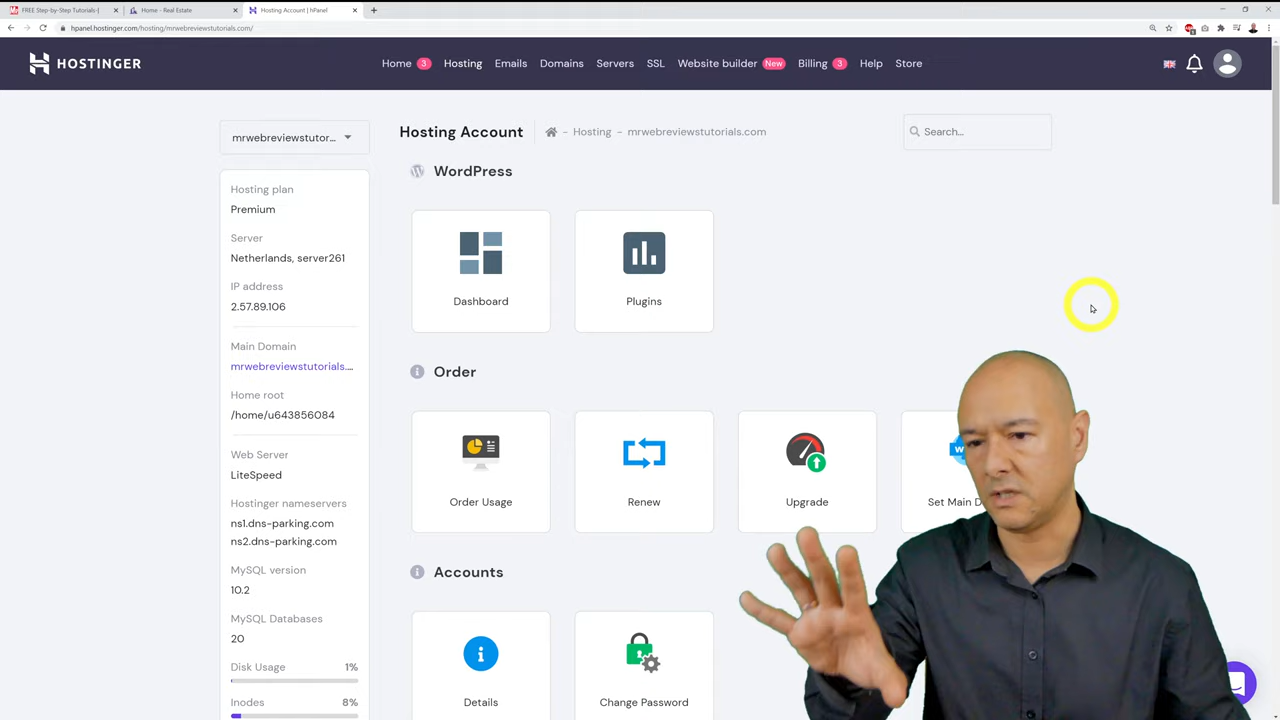 FREE Step-by-Step Tutorials-(
Home - Real Estate
Hosting Account | hPanel
hpanel.hostinger.com/hosting/mrwebreviewstutorials.com/
HOSTINGER
Home 3 Hosting Emails Domains Servers SSL Website builder New Billing 3 Help Store
mrwebreviewstutor...
Hosting Account
- Hosting - mrwebreviewstutorials.com
Search...
Hosting plan
Premium
Server
Netherlands, server261
IP address
2.57.89.106
Main Domain
mrwebreviewstutorials....
Home root
/home/u643856084
Web Server
LiteSpeed
Hostinger nameservers
ns1.dns-parking.com
ns2.dns-parking.com
MySQL version
10.2
MySQL Databases
20
Disk Usage 1%
Inodes 8%
WordPress
Dashboard
Plugins
Order
Order Usage
Renew
Upgrade
W
Set Main D
Accounts
Details
Change Password